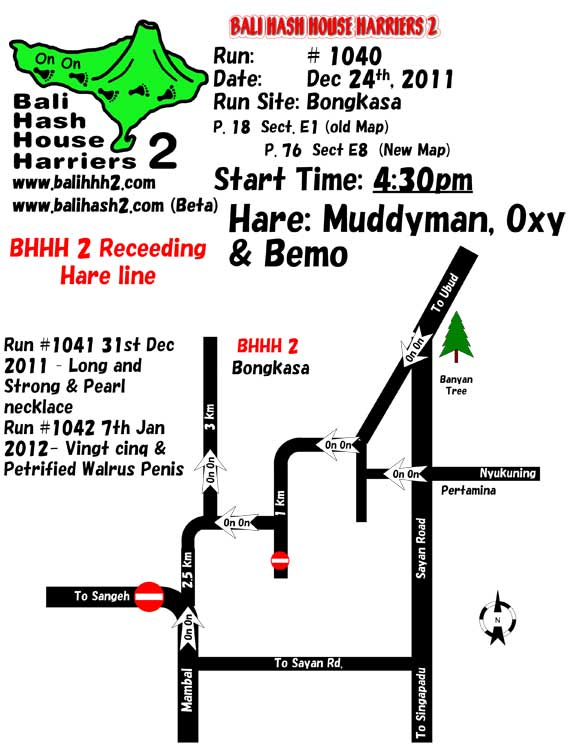 BALI HASH HOUSE HARRIERS 2
On On
Bali
Hash
House
Harriers 2
www.balihhh2.com
www.balihash2.com (Beta)
Run: # 1040
Date: Dec 24th, 2011
Run Site: Bongkasa
P. 18 Sect. E1 (old Map)
P. 76 Sect E8 (New Map)
Start Time: 4:30pm
Hare: Muddyman, Oxy
& Bemo
BHHH 2 Receeding
Hare line
Run #1041 31st Dec
2011 - Long and
Strong & Pearl
necklace
Run #1042 7th Jan
2012- Vingt cinq &
Petrified Walrus Penis
BHHH 2
Bongkasa
To Ubud
On On
Banyan
Tree
3 km
On On
On On
On On
Nyukuning
Pertamina
1 km
On On
Sayan Road
2.5 km
To Sangeh
On On
N
To Sayan Rd,
Mambal
To Singapadu